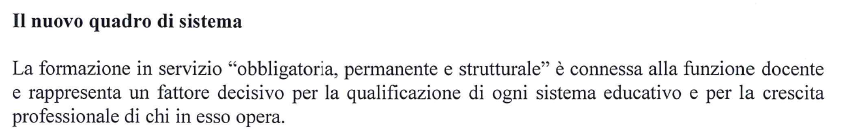 Il nuovo quadro di sistema
La formazione in servizio “obbligatoria, permanente e strutturale” è connessa alla funzione docente
e rappresenta un fattore decisivo per la qualificazione di ogni sistema educativo e per la crescita
professionale di chi in esso opera.